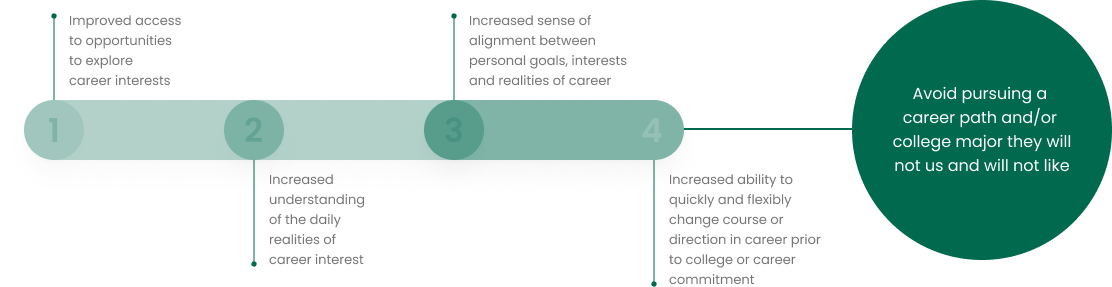 1
Improved access
to opportunities
to explore
career interests
2
Increased
understanding
of the daily
realities of
career interest
3
Increased sense of
alignment between
personal goals, interests
and realities of career
4
Increased ability to
quickly and flexibly
change course or
direction in career prior
to college or career
commitment
Avoid pursuing a
career path and/or
college major they will
not us and will not like